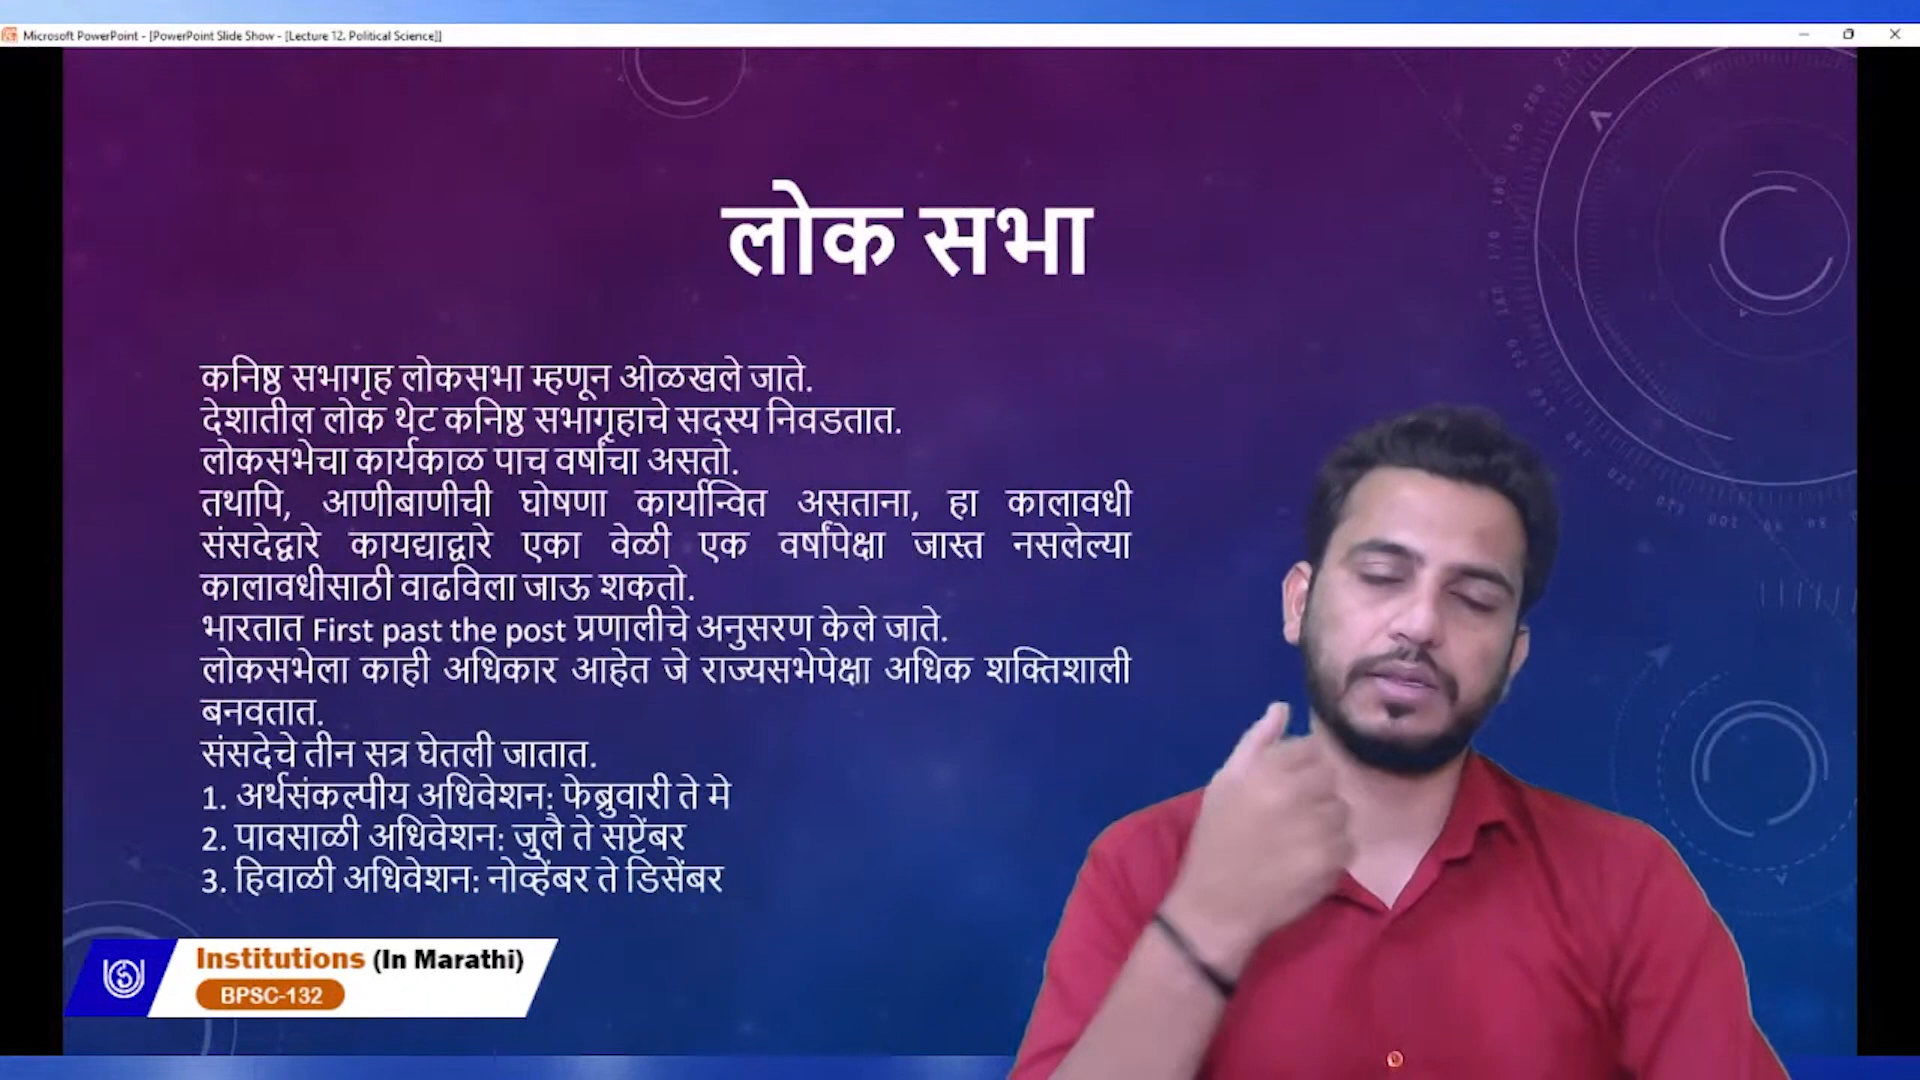 Microsoft PowerPoint - [PowerPoint Slide Show - [Lecture 12. Political Science]]
लोक सभा
कनिष्ठ सभागृह लोकसभा म्हणून ओळखले जाते.
देशातील लोक थेट कनिष्ठ सभागृहाचे सदस्य निवडतात.
लोकसभेचा कार्यकाळ पाच वर्षांचा असतो.
तथापि, आणीबाणीची घोषणा कार्यान्वित असताना, हा कालावधी
संसदेद्वारे कायद्याद्वारे एका वेळी एक वर्षांपेक्षा जास्त नसलेल्या
कालावधीसाठी वाढविला जाऊ शकतो.
भारतात First past the post प्रणालीचे अनुसरण केले जाते.
लोकसभेला काही अधिकार आहेत जे राज्यसभेपेक्षा अधिक शक्तिशाली
बनवतात.
संसदेचे तीन सत्र घेतली जातात.
1. अर्थसंकल्पीय अधिवेशन: फेब्रुवारी ते मे
2. पावसाळी अधिवेशन: जुलै ते सप्टेंबर
3. हिवाळी अधिवेशन: नोव्हेंबर ते डिसेंबर
Institutions (In Marathi)
BPSC-132